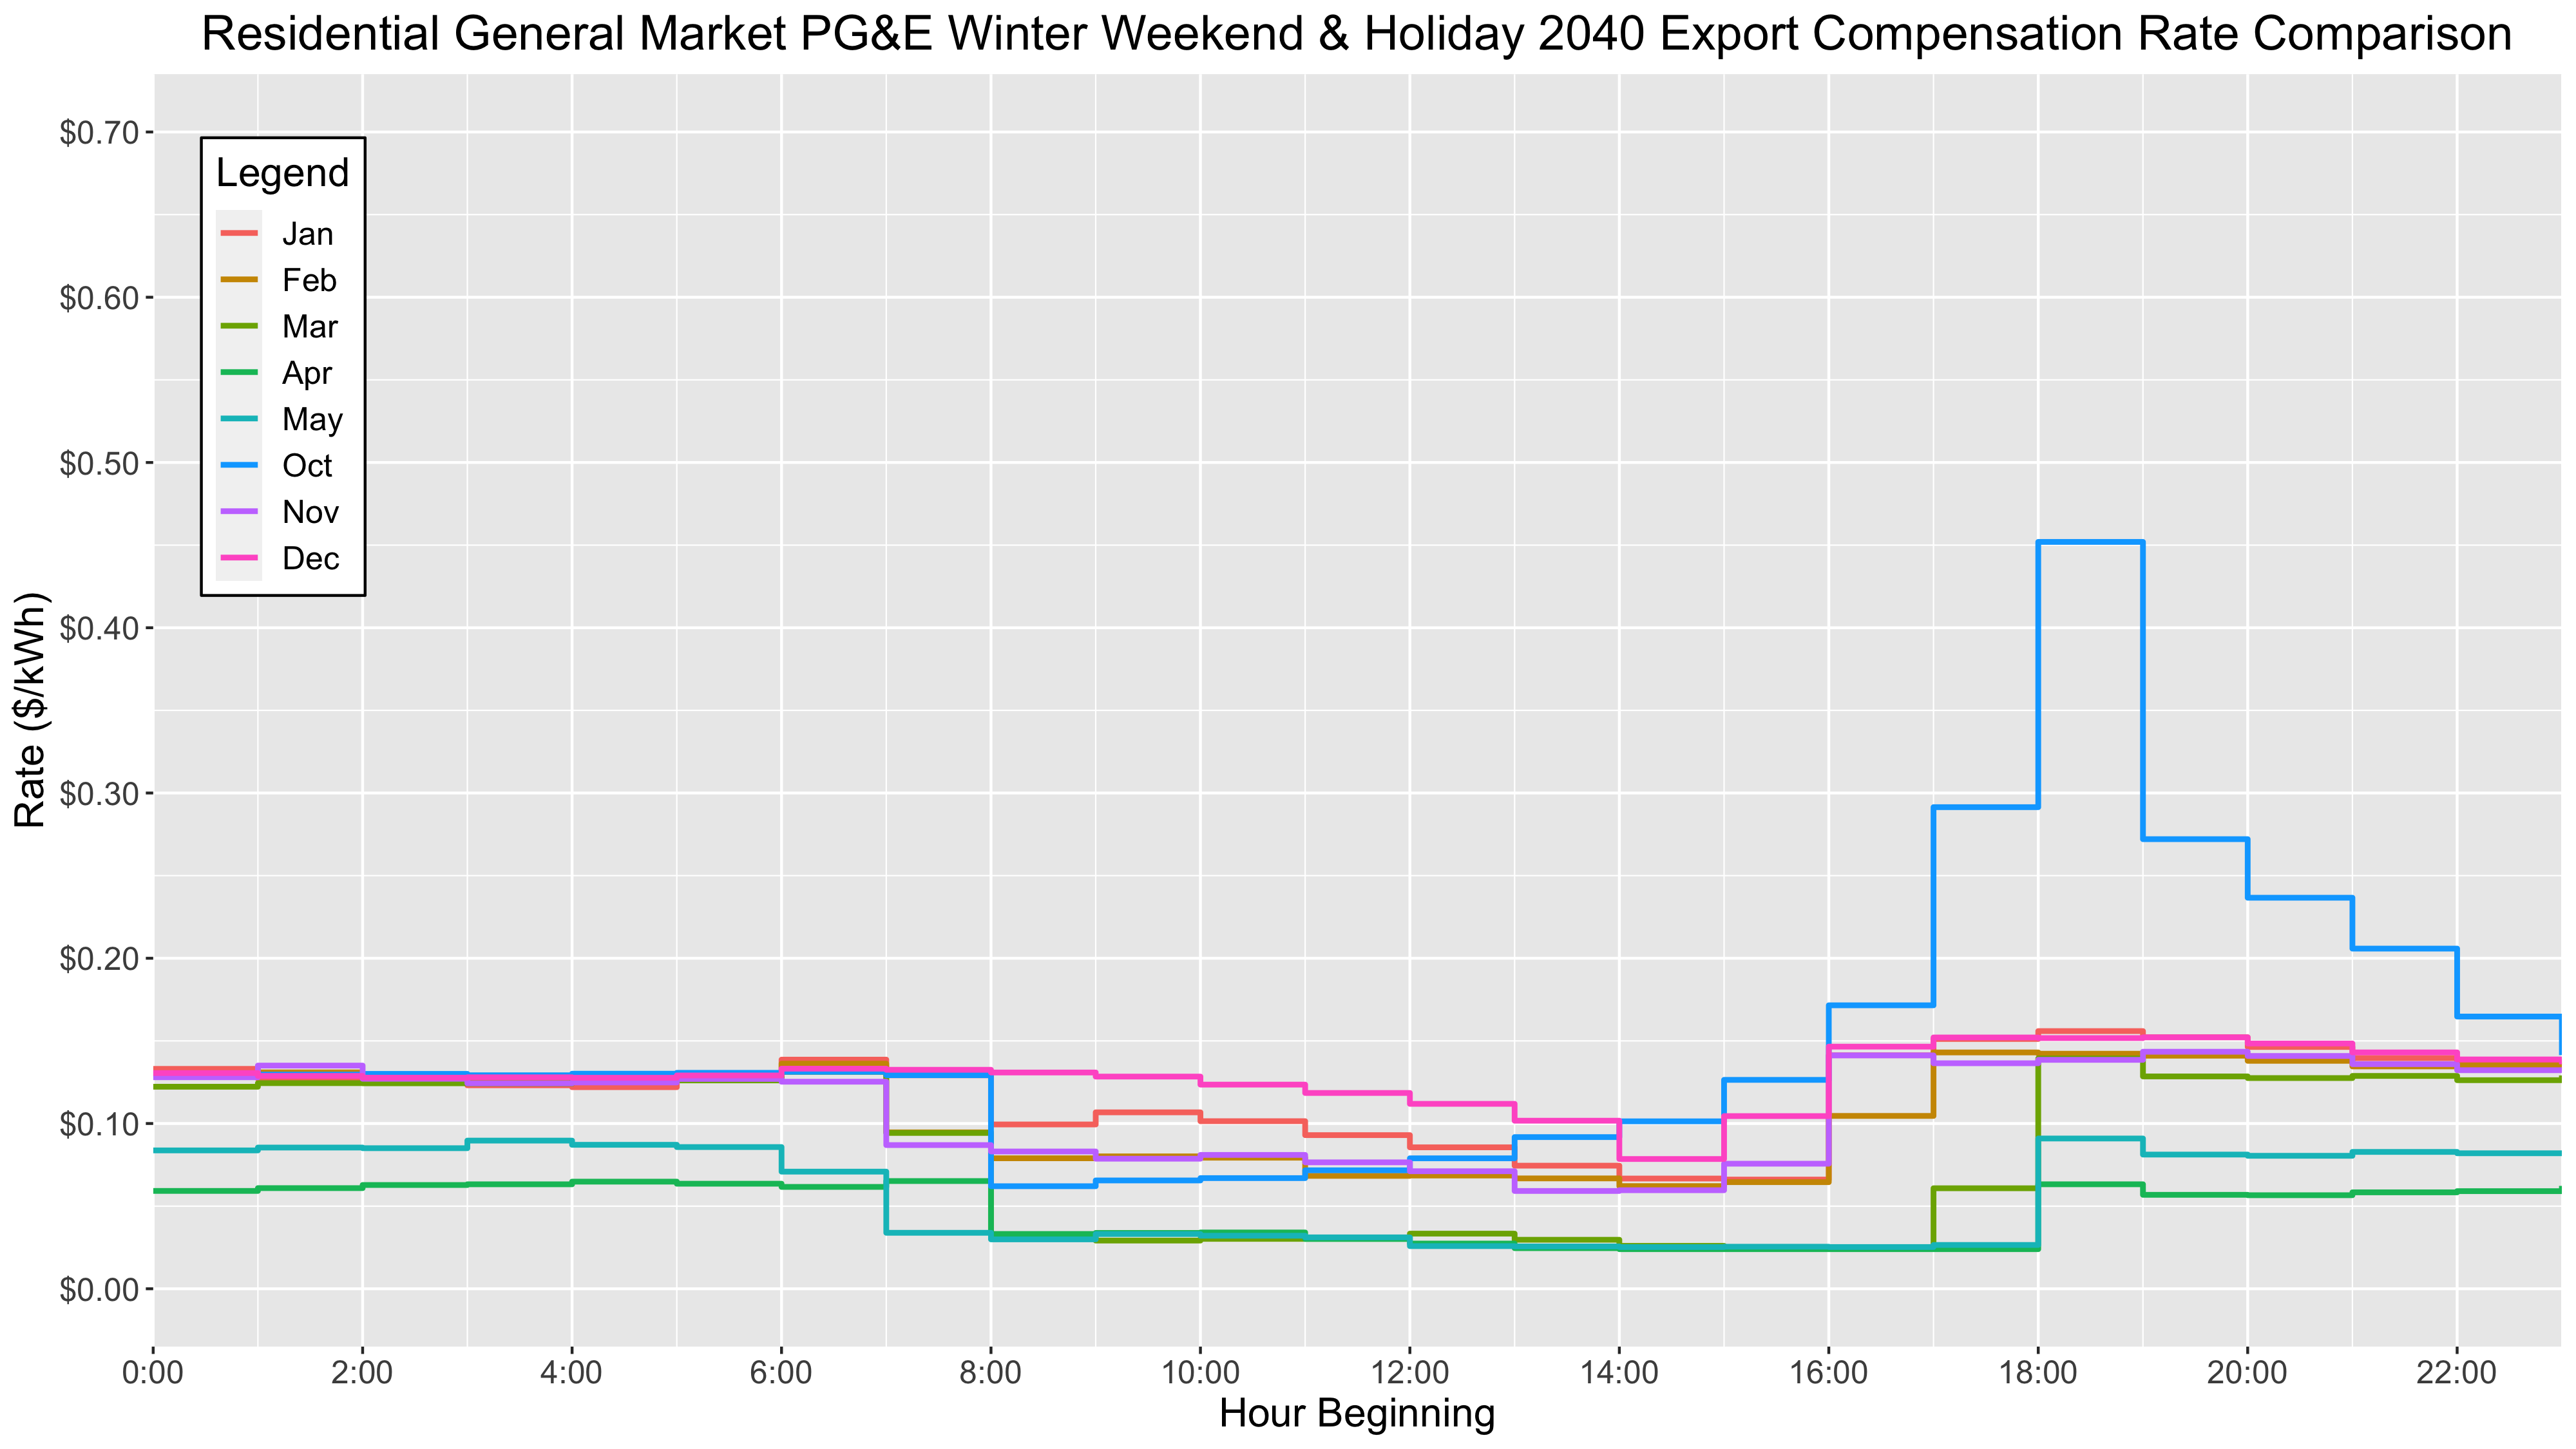 Residential General Market PG&E Winter Weekend & Holiday 2040 Export Compensation Rate Comparison
$0.70
$0.60
$0.50
$0.40
$0.30
$0.20
$0.10
$0.00
Rate ($/kWh)
Legend
Jan
Feb
Mar
Apr
May
Oct
Nov
Dec
0:00 2:00 4:00 6:00 8:00 10:00 12:00 14:00 16:00 18:00 20:00 22:00
Hour Beginning